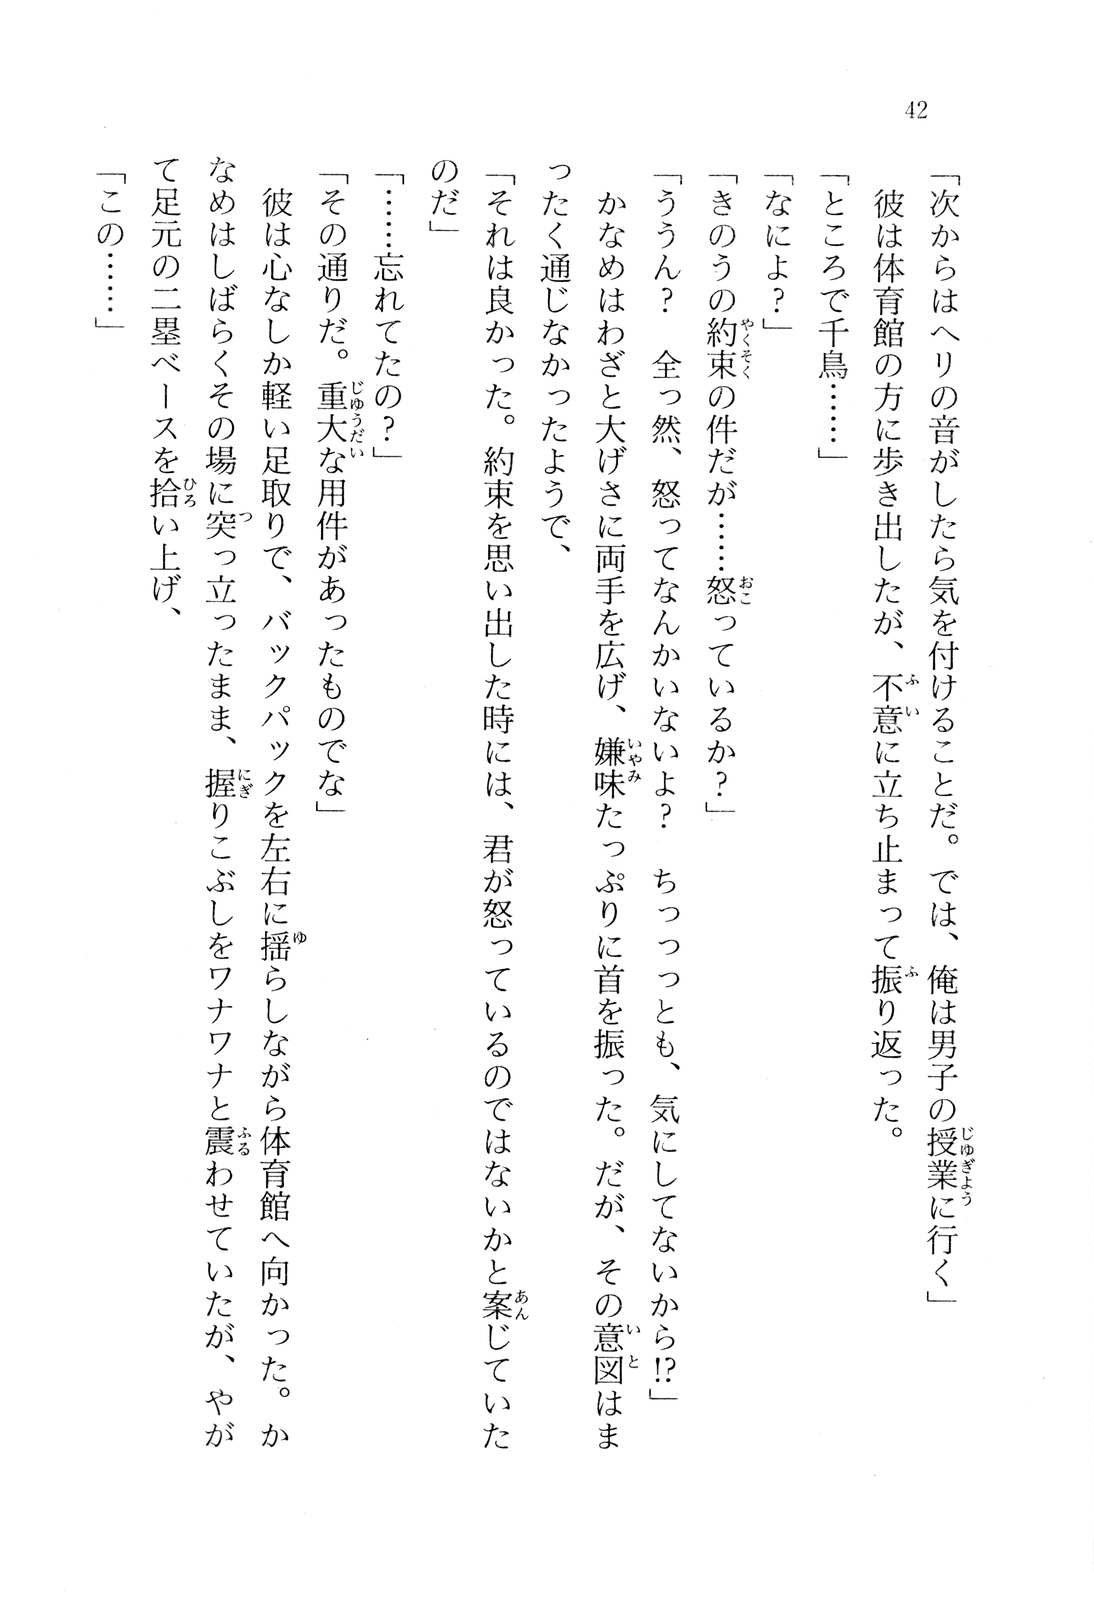 42
「次からはヘリの音がしたら気を付けることだ。では、俺は男子の授業に行く」
　彼は体育館の方に歩き出したが、不意に立ち止まって振り返った。
「ところで千鳥……」
「なによ？」
「きのうの約束の件だが……怒っているか？」
「ううん？　全っ然、怒ってなんかいないよ？　ちっっっとも、気にしてないから!?」
　かなめはわざと大げさに両手を広げ、嫌味たっぷりに首を振った。だが、その意図はま
ったく通じなかったようで、
「それは良かった。約束を思い出した時には、君が怒っているのではないかと案じていた
のだ」
「……忘れてたの？」
「その通りだ。重大な用件があったものでな」
　彼は心なしか軽い足取りで、バックパックを左右に揺らしながら体育館へ向かった。か
なめはしばらくその場に突っ立ったまま、握りこぶしをワナワナと震わせていたが、やが
て足元の二塁ベースを拾い上げ、
「この……」